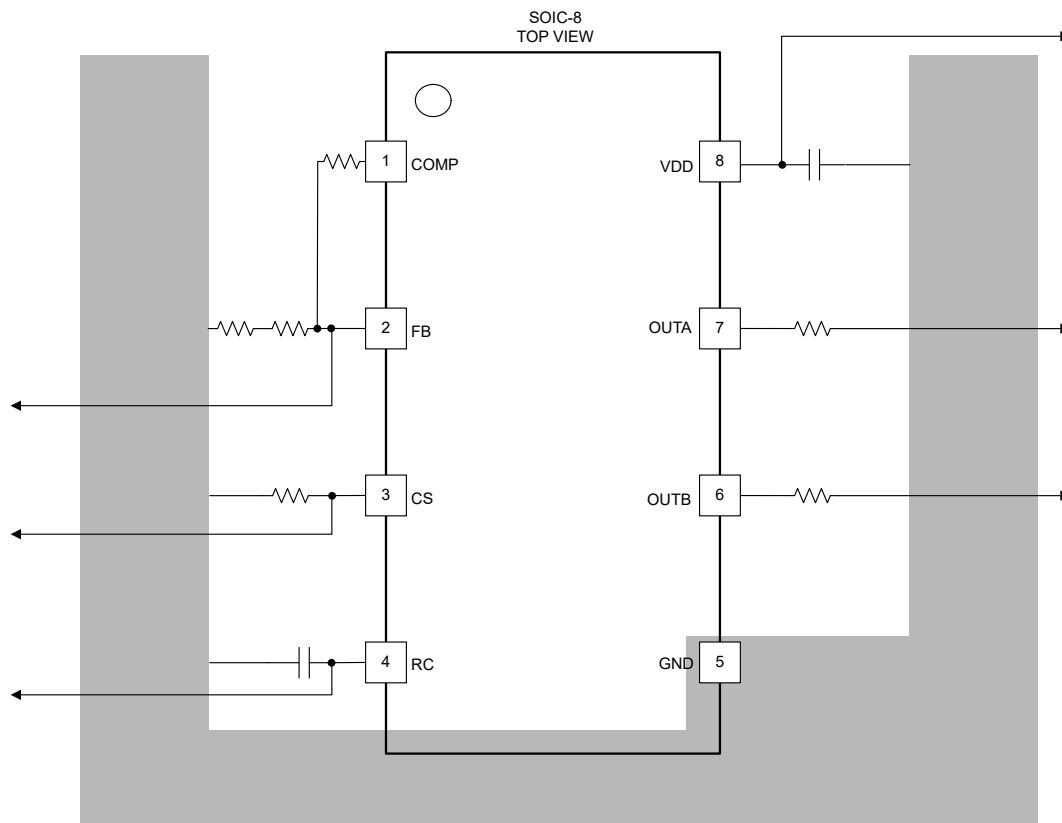 SOIC-8
TOP VIEW
1 COMP
VDD 8
2 FB
OUTA 7
3 CS
OUTB 6
4 RC
GND 5